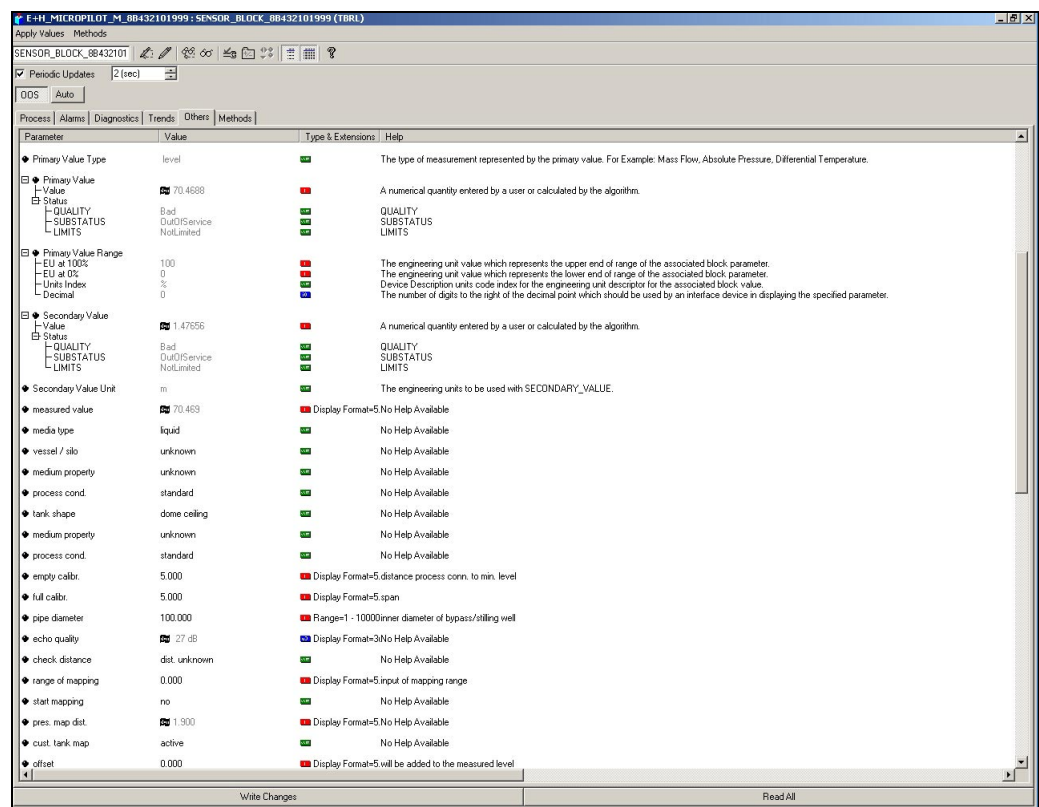 E+H_MICROPILOT_M_8B432101999 : SENSOR_BLOCK_8B432101999 (TBRL)
Apply Values Methods
SENSOR_BLOCK_8B432101
Periodic Updates 2 (sec)
OOS Auto
Process Alarms Diagnostics Trends Others Methods
Parameter Value Type & Extensions Help
Primary Value Type level The type of measurement represented by the primary value. For Example: Mass Flow, Absolute Pressure, Differential Temperature.
Primary Value
Value 70.4688 A numerical quantity entered by a user or calculated by the algorithm.
Status
QUALITY Bad QUALITY
SUBSTATUS OutOfService SUBSTATUS
LIMITS NotLimited LIMITS
Primary Value Range
EU at 100% 100 The engineering unit value which represents the upper end of range of the associated block parameter.
EU at 0% 0 The engineering unit value which represents the lower end of range of the associated block parameter.
Units Index % Device Description units code index for the engineering unit descriptor for the associated block value.
Decimal 0 The number of digits to the right of the decimal point which should be used by an interface device in displaying the specified parameter.
Secondary Value
Value 1.47656 A numerical quantity entered by a user or calculated by the algorithm.
Status
QUALITY Bad QUALITY
SUBSTATUS OutOfService SUBSTATUS
LIMITS NotLimited LIMITS
Secondary Value Unit m The engineering units to be used with SECONDARY_VALUE.
measured value 70.469 Display Format=5. No Help Available
media type liquid No Help Available
vessel / silo unknown No Help Available
medium property unknown No Help Available
process cond. standard No Help Available
tank shape dome ceiling No Help Available
medium property unknown No Help Available
process cond. standard No Help Available
empty calibr. 5.000 Display Format=5. distance process conn. to min. level
full calibr. 5.000 Display Format=5. span
pipe diameter 100.000 Range=1 - 10000 inner diameter of bypass/stilling well
echo quality 27 dB Display Format=3 No Help Available
check distance dist. unknown No Help Available
range of mapping 0.000 Display Format=5. input of mapping range
start mapping no No Help Available
pres. map dist. 1.900 Display Format=5. No Help Available
cust. tank map active No Help Available
offset 0.000 Display Format=5. will be added to the measured level
Write Changes Read All